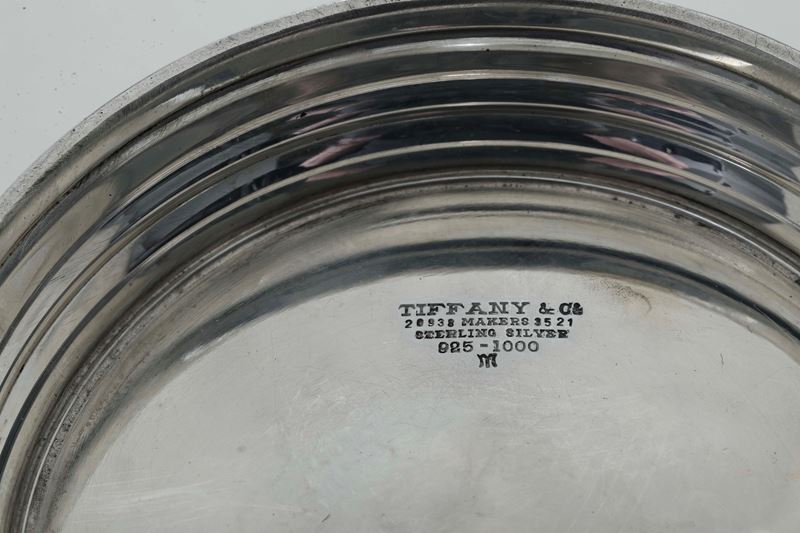 TIFFANY & Co.
20938 MAKERS 3521
STERLING SILVER
925-1000
m